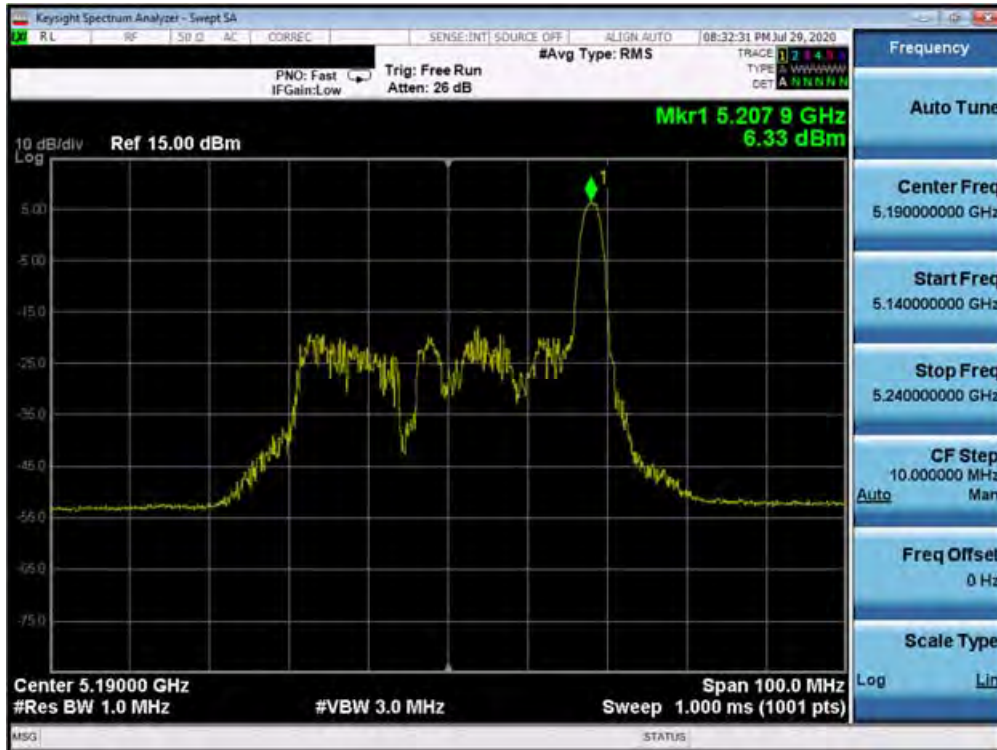 Keysight Spectrum Analyzer - Swept SA
LXI RL RF 50 Ω AC CORREC SENSE:INT SOURCE OFF ALIGN AUTO 08:32:31 PM Jul 29, 2020
#Avg Type: RMS
TRACE 1 2 3 4 5 6
PNO: Fast
Trig: Free Run
TYPE A WWWWW
IFGain:Low
Atten: 26 dB
DET A N N N N N
Mkr1 5.207 9 GHz
6.33 dBm
10 dB/div
Log
Ref 15.00 dBm
1
5.00
-5.00
-15.0
-25.0
-35.0
-45.0
-55.0
-65.0
-75.0
Center 5.19000 GHz
Span 100.0 MHz
#Res BW 1.0 MHz
#VBW 3.0 MHz
Sweep 1.000 ms (1001 pts)
MSG
STATUS
Frequency
Auto Tune
Center Freq
5.190000000 GHz
Start Freq
5.140000000 GHz
Stop Freq
5.240000000 GHz
CF Step
10.000000 MHz
Auto Man
Freq Offset
0 Hz
Scale Type
Log Lin